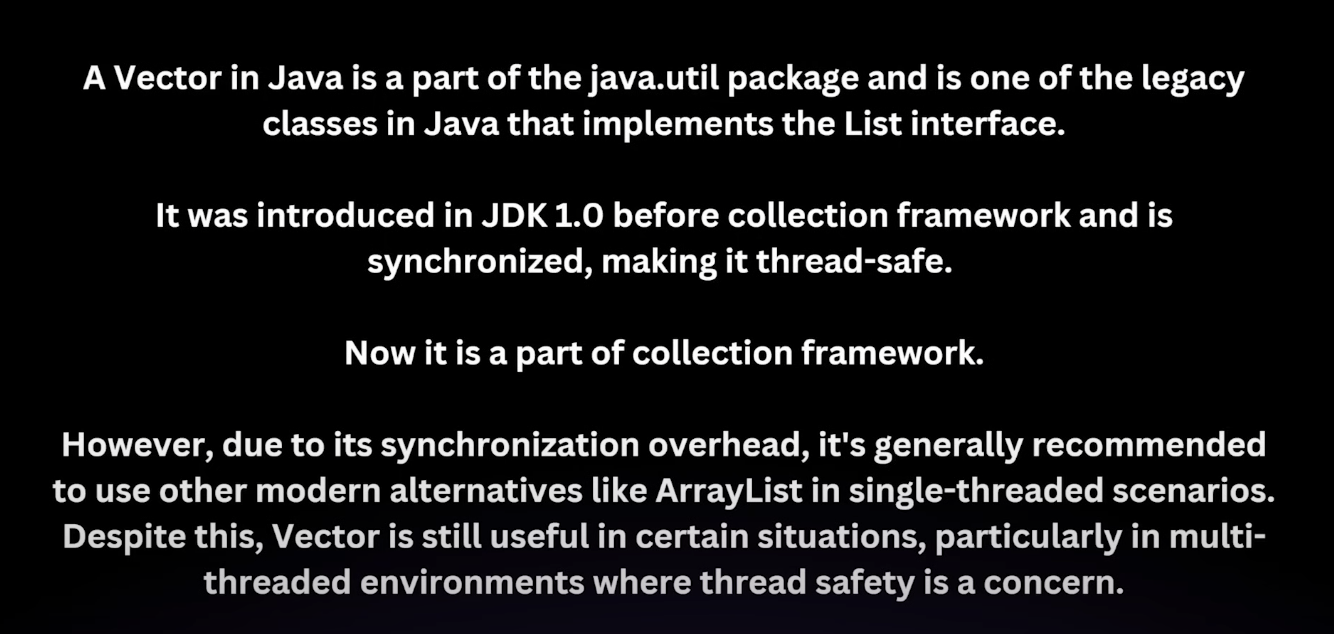 A Vector in Java is a part of the java.util package and is one of the legacy
classes in Java that implements the List interface.
It was introduced in JDK 1.0 before collection framework and is
synchronized, making it thread-safe.
Now it is a part of collection framework.
However, due to its synchronization overhead, it's generally recommended
to use other modern alternatives like ArrayList in single-threaded scenarios.
Despite this, Vector is still useful in certain situations, particularly in multi-
threaded environments where thread safety is a concern.